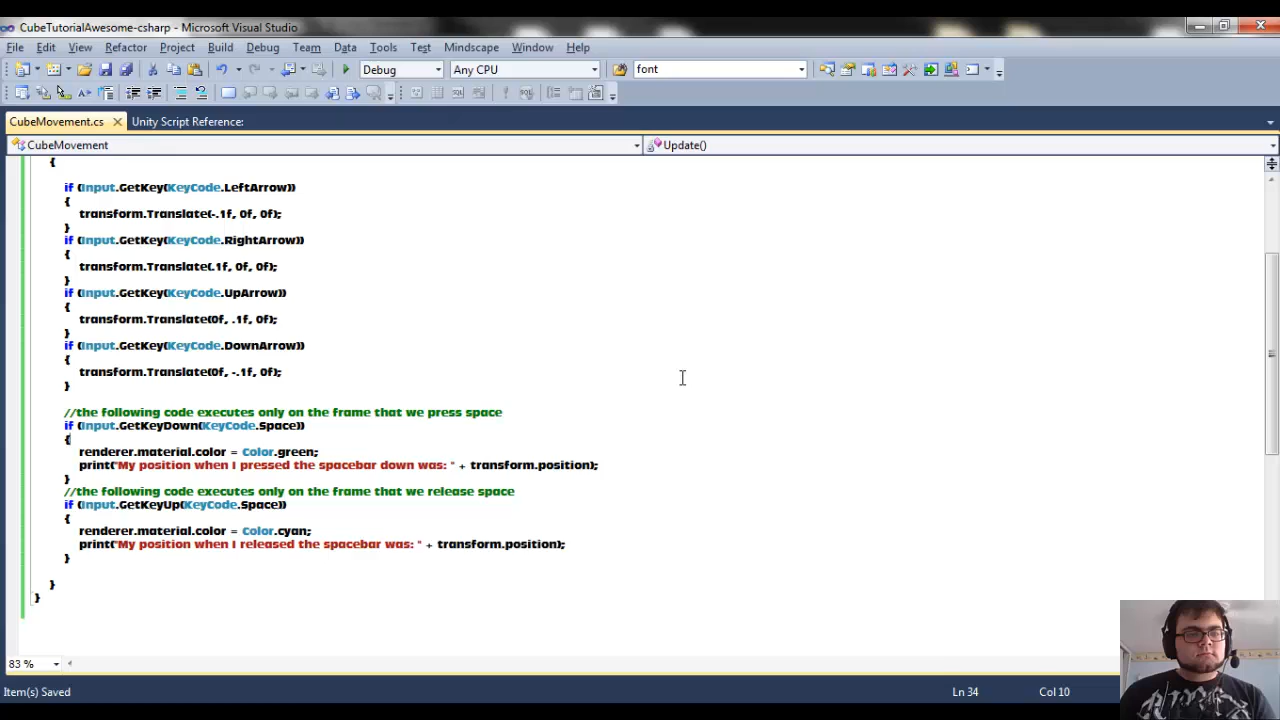 CubeTutorialAwesome-csharp - Microsoft Visual Studio
File Edit View Refactor Project Build Debug Team Data Tools Test Mindscape Window Help
Debug Any CPU font
CubeMovement.cs Unity Script Reference:
CubeMovement Update()
{
if (Input.GetKey(KeyCode.LeftArrow))
{
transform.Translate(-.1f, 0f, 0f);
}
if (Input.GetKey(KeyCode.RightArrow))
{
transform.Translate(.1f, 0f, 0f);
}
if (Input.GetKey(KeyCode.UpArrow))
{
transform.Translate(0f, .1f, 0f);
}
if (Input.GetKey(KeyCode.DownArrow))
{
transform.Translate(0f, -.1f, 0f);
}
//the following code executes only on the frame that we press space
if (Input.GetKeyDown(KeyCode.Space))
{
renderer.material.color = Color.green;
print("My position when I pressed the spacebar down was: " + transform.position);
}
//the following code executes only on the frame that we release space
if (Input.GetKeyUp(KeyCode.Space))
{
renderer.material.color = Color.cyan;
print("My position when I released the spacebar was: " + transform.position);
}
}
}
83 %
Item(s) Saved Ln 34 Col 10